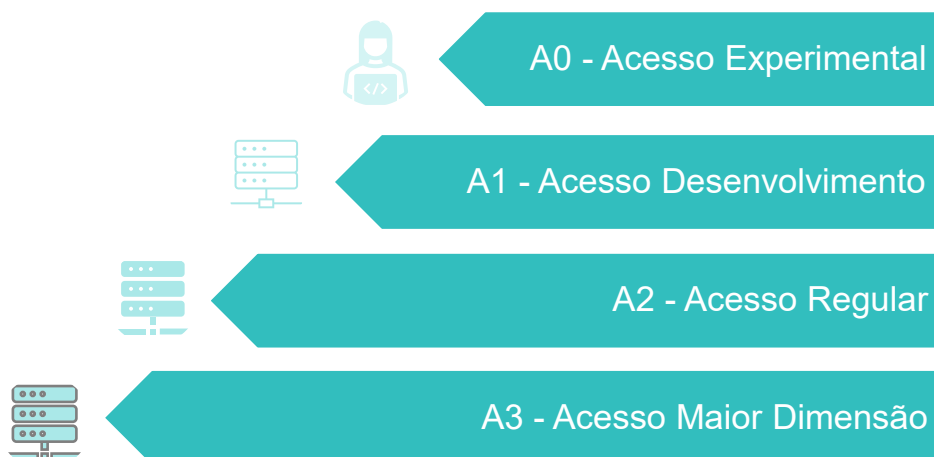 A0 - Acesso Experimental
</>
A1 - Acesso Desenvolvimento
A2 - Acesso Regular
A3 - Acesso Maior Dimensão